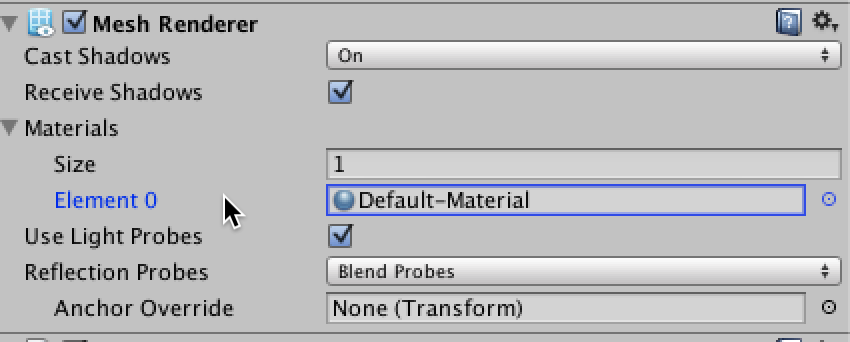 Mesh Renderer
Cast Shadows On
Receive Shadows
Materials
Size 1
Element 0 Default-Material
Use Light Probes
Reflection Probes Blend Probes
Anchor Override None (Transform)